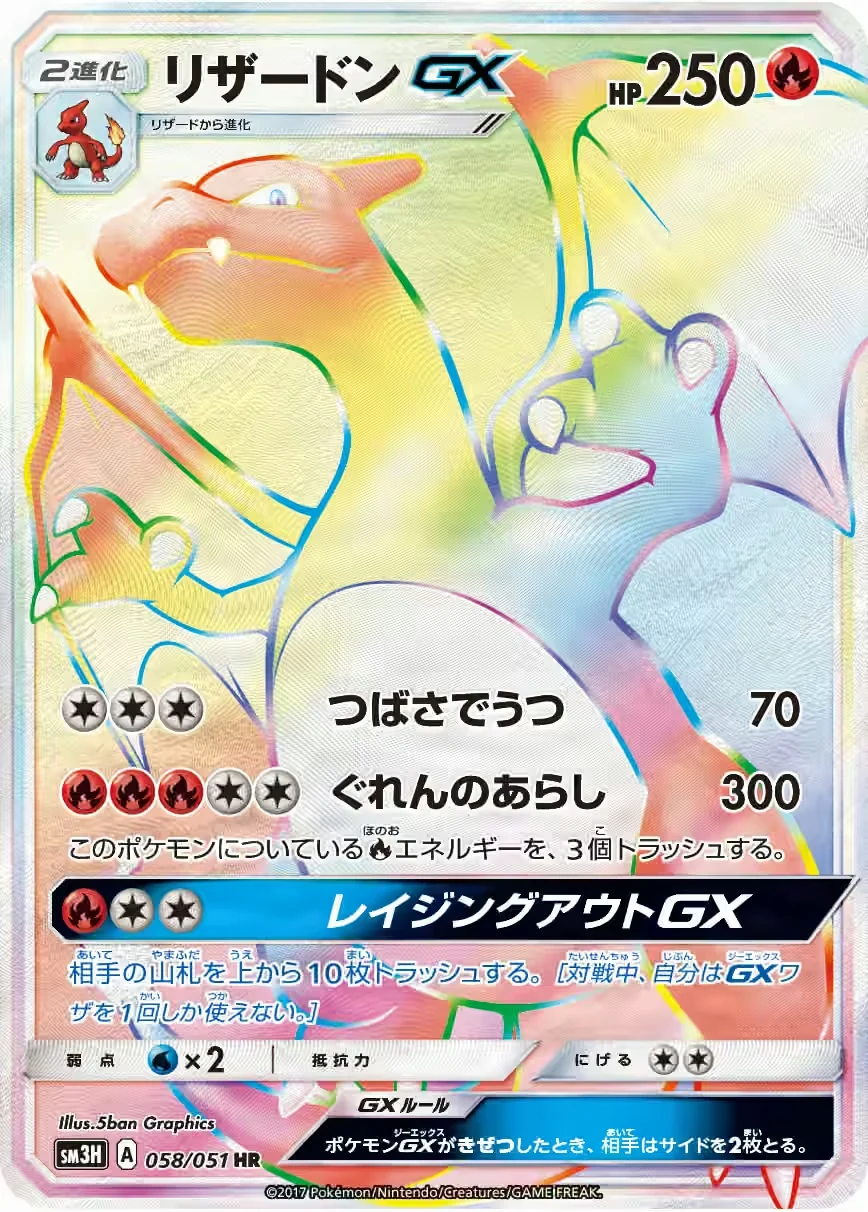 2進化 リザードンGX HP250
リザードから進化
つばさでうつ 70
ぐれんのあらし 300
このポケモンについているエネルギーを、3個トラッシュする。
レイジングアウトGX
相手の山札を上から10枚トラッシュする。[対戦中、自分はGXワ
ザを1回しか使えない。]
弱点 ×2 抵抗力 にげる
GXルール
ポケモンGXがきぜつしたとき、相手はサイドを2枚とる。
Illus.5ban Graphics
SM3H A 058/051 HR
©2017 Pokémon/Nintendo/Creatures/GAME FREAK.